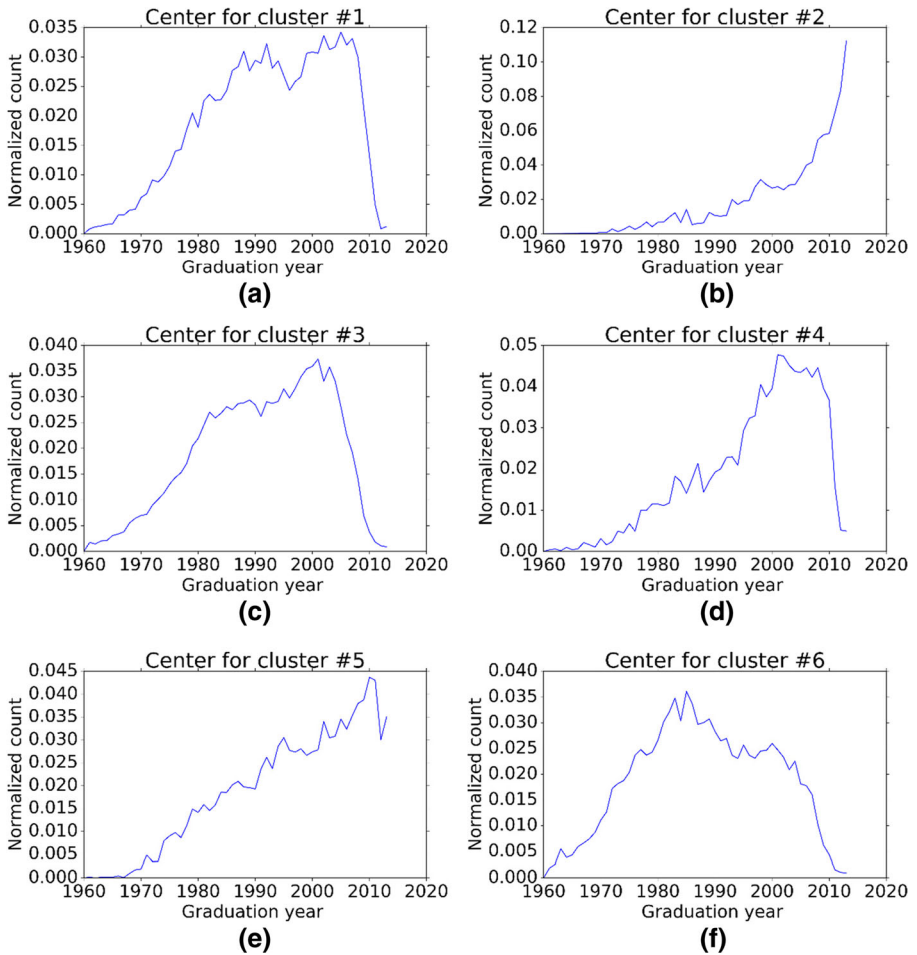 Center for cluster #1
Normalized count
0.035
0.030
0.025
0.020
0.015
0.010
0.005
0.000
1960 1970 1980 1990 2000 2010 2020
Graduation year
(a)
Center for cluster #2
Normalized count
0.12
0.10
0.08
0.06
0.04
0.02
0.00
1960 1970 1980 1990 2000 2010 2020
Graduation year
(b)
Center for cluster #3
Normalized count
0.040
0.035
0.030
0.025
0.020
0.015
0.010
0.005
0.000
1960 1970 1980 1990 2000 2010 2020
Graduation year
(c)
Center for cluster #4
Normalized count
0.05
0.04
0.03
0.02
0.01
0.00
1960 1970 1980 1990 2000 2010 2020
Graduation year
(d)
Center for cluster #5
Normalized count
0.045
0.040
0.035
0.030
0.025
0.020
0.015
0.010
0.005
0.000
1960 1970 1980 1990 2000 2010 2020
Graduation year
(e)
Center for cluster #6
Normalized count
0.040
0.035
0.030
0.025
0.020
0.015
0.010
0.005
0.000
1960 1970 1980 1990 2000 2010 2020
Graduation year
(f)